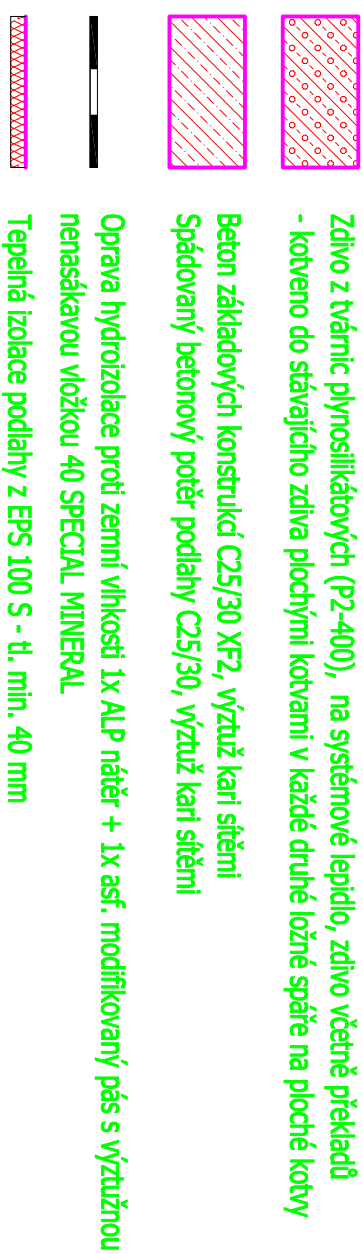 Zdivo z tvárnic plynosilikátových (P2-400), na systémové lepidlo, zdivo včetně překladů
- kotveno do stávajícího zdiva plochými kotvami v každé druhé ložné spáře na ploché kotvy
Beton základových konstrukcí C25/30 XF2, výztuž kari sítěmi
Spádovaný betonový potěr podlahy C25/30, výztuž kari sítěmi
Oprava hydroizolace proti zemní vlhkosti 1x ALP nátěr + 1x asf. modifikovaný pás s výztužnou
nenasákavou vložkou 40 SPECIAL MINERAL
Tepelná izolace podlahy z EPS 100 S - tl. min. 40 mm